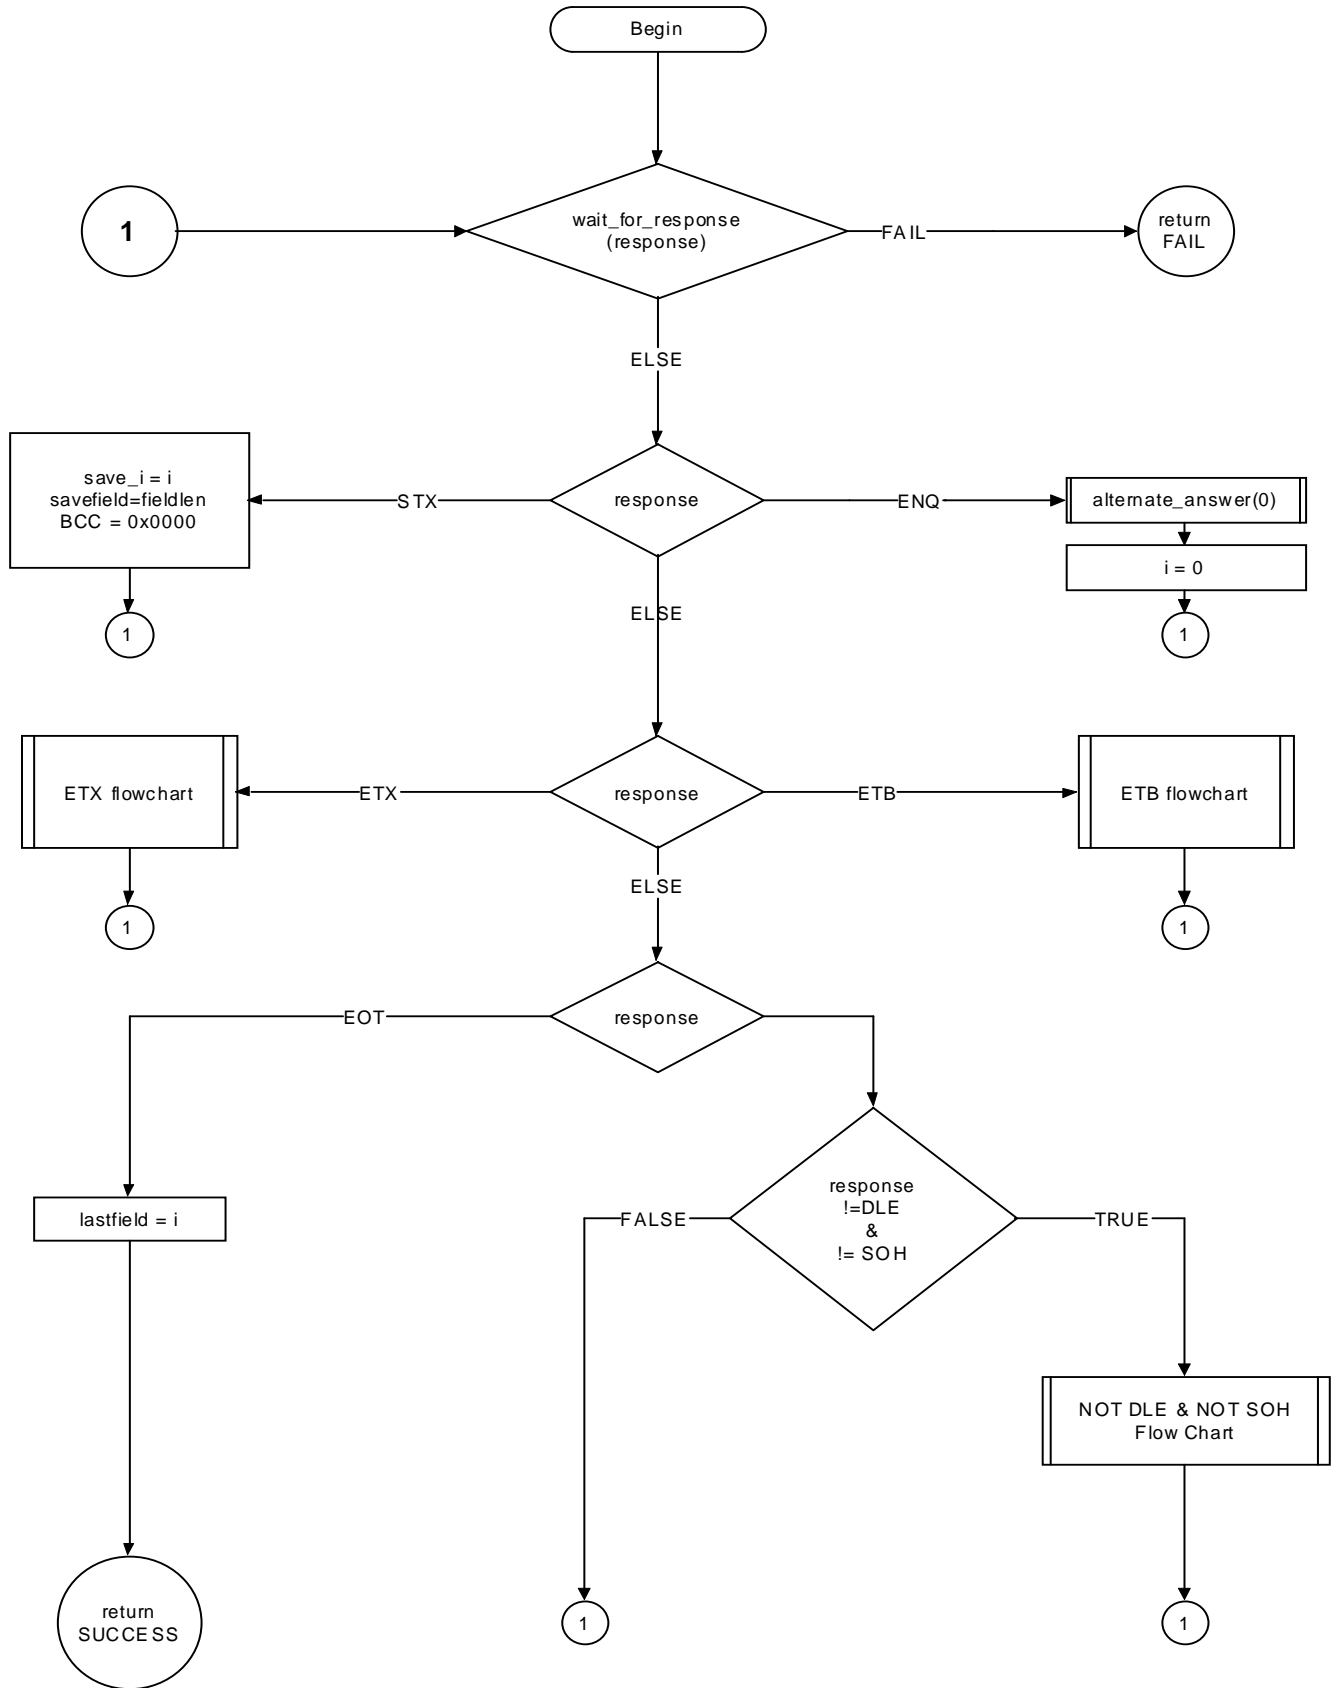 Begin
1
wait_for_response
(response)
FAIL
return
FAIL
ELSE
save_i = i
savefield=fieldlen
BCC = 0x0000
STX
response
ENQ
alternate_answer(0)
i = 0
1
ELSE
1
ETX flowchart
ETX
response
ETB
ETB flowchart
ELSE
1
1
EOT
response
response
!=DLE
&
!= SOH
FALSE
TRUE
lastfield = i
NOT DLE & NOT SOH
Flow Chart
return
SUCCESS
1
1